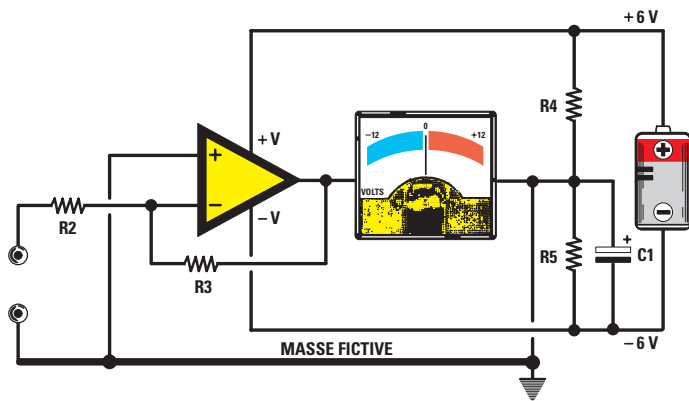 +6 V
R4
−12
0
+12
VOLTS
+ V
+
−
− V
R2
R3
R5
+
C1
+
−
MASSE FICTIVE
−6 V